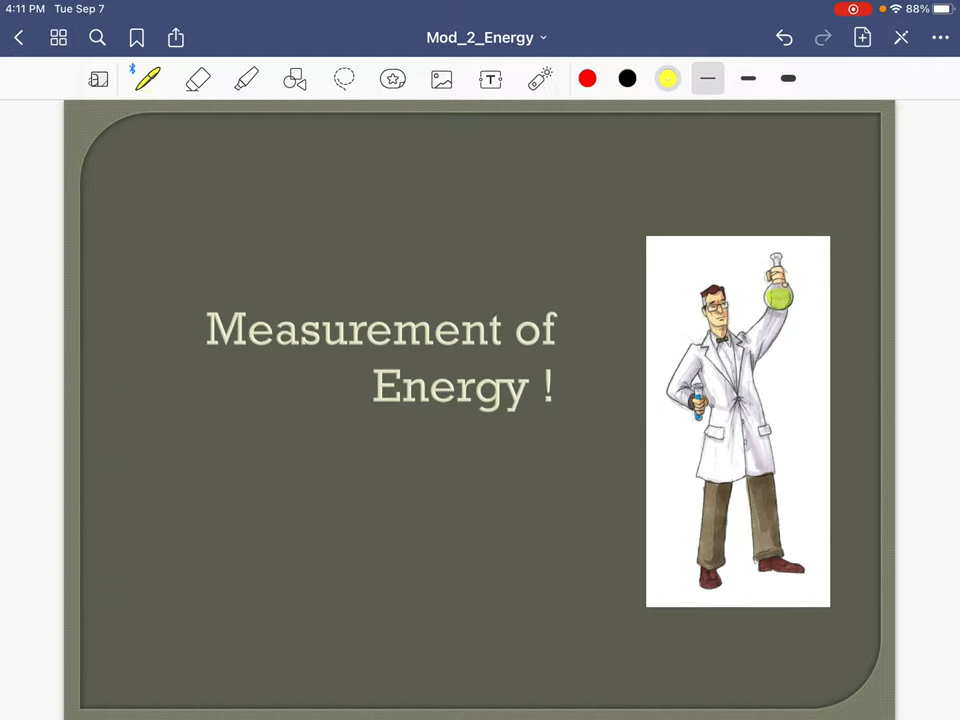 4:11 PM Tue Sep 7
88%
Mod_2_Energy
T
Measurement of
Energy !